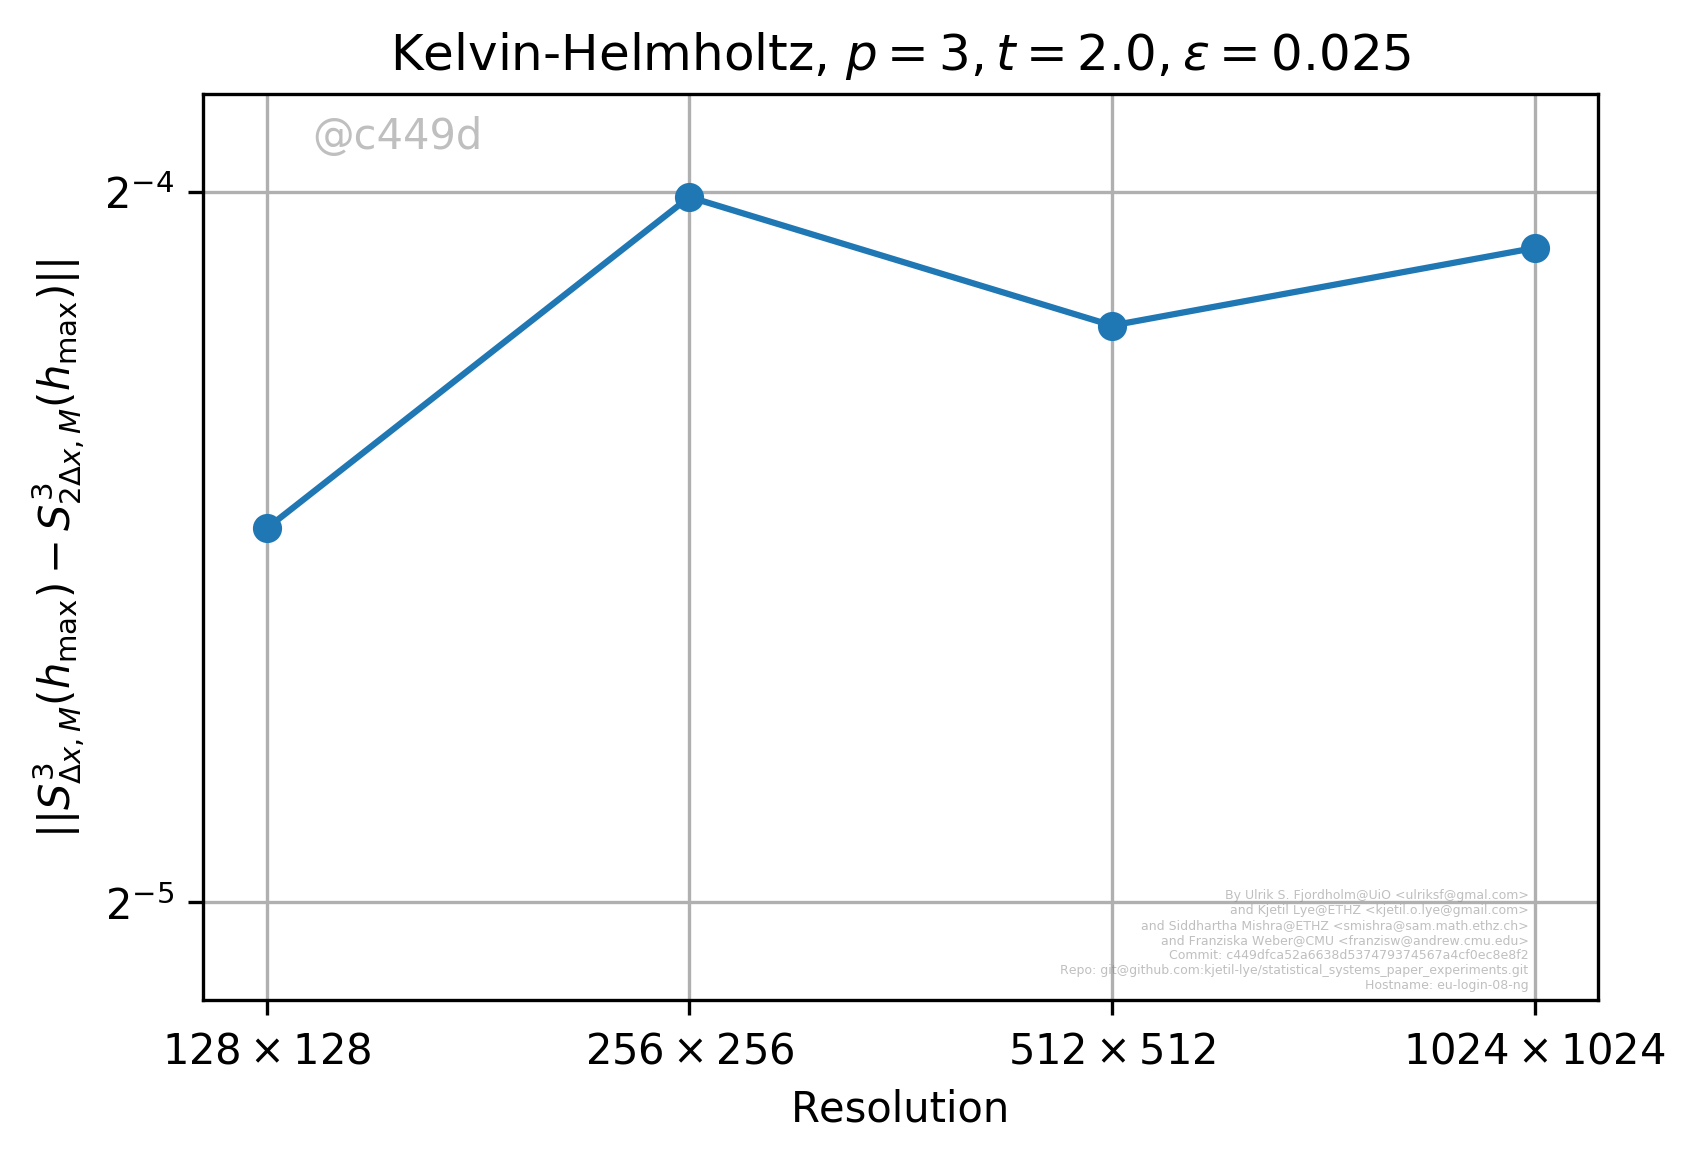 Kelvin-Helmholtz, p = 3, t = 2.0, ε = 0.025
@c449d
2⁻⁴
||S³_{Δx, M}(h_max) − S³_{2Δx, M}(h_max)||
2⁻⁵
By Ulrik S. Fjordholm@UiO <ulriksf@gmal.com>
and Kjetil Lye@ETHZ <kjetil.o.lye@gmail.com>
and Siddhartha Mishra@ETHZ <smishra@sam.math.ethz.ch>
and Franziska Weber@CMU <franzisw@andrew.cmu.edu>
Commit: c449dfca52a6638d537479374567a4cf0ec8e8f2
Repo: git@github.com:kjetil-lye/statistical_systems_paper_experiments.git
Hostname: eu-login-08-ng
128 × 128 256 × 256 512 × 512 1024 × 1024
Resolution